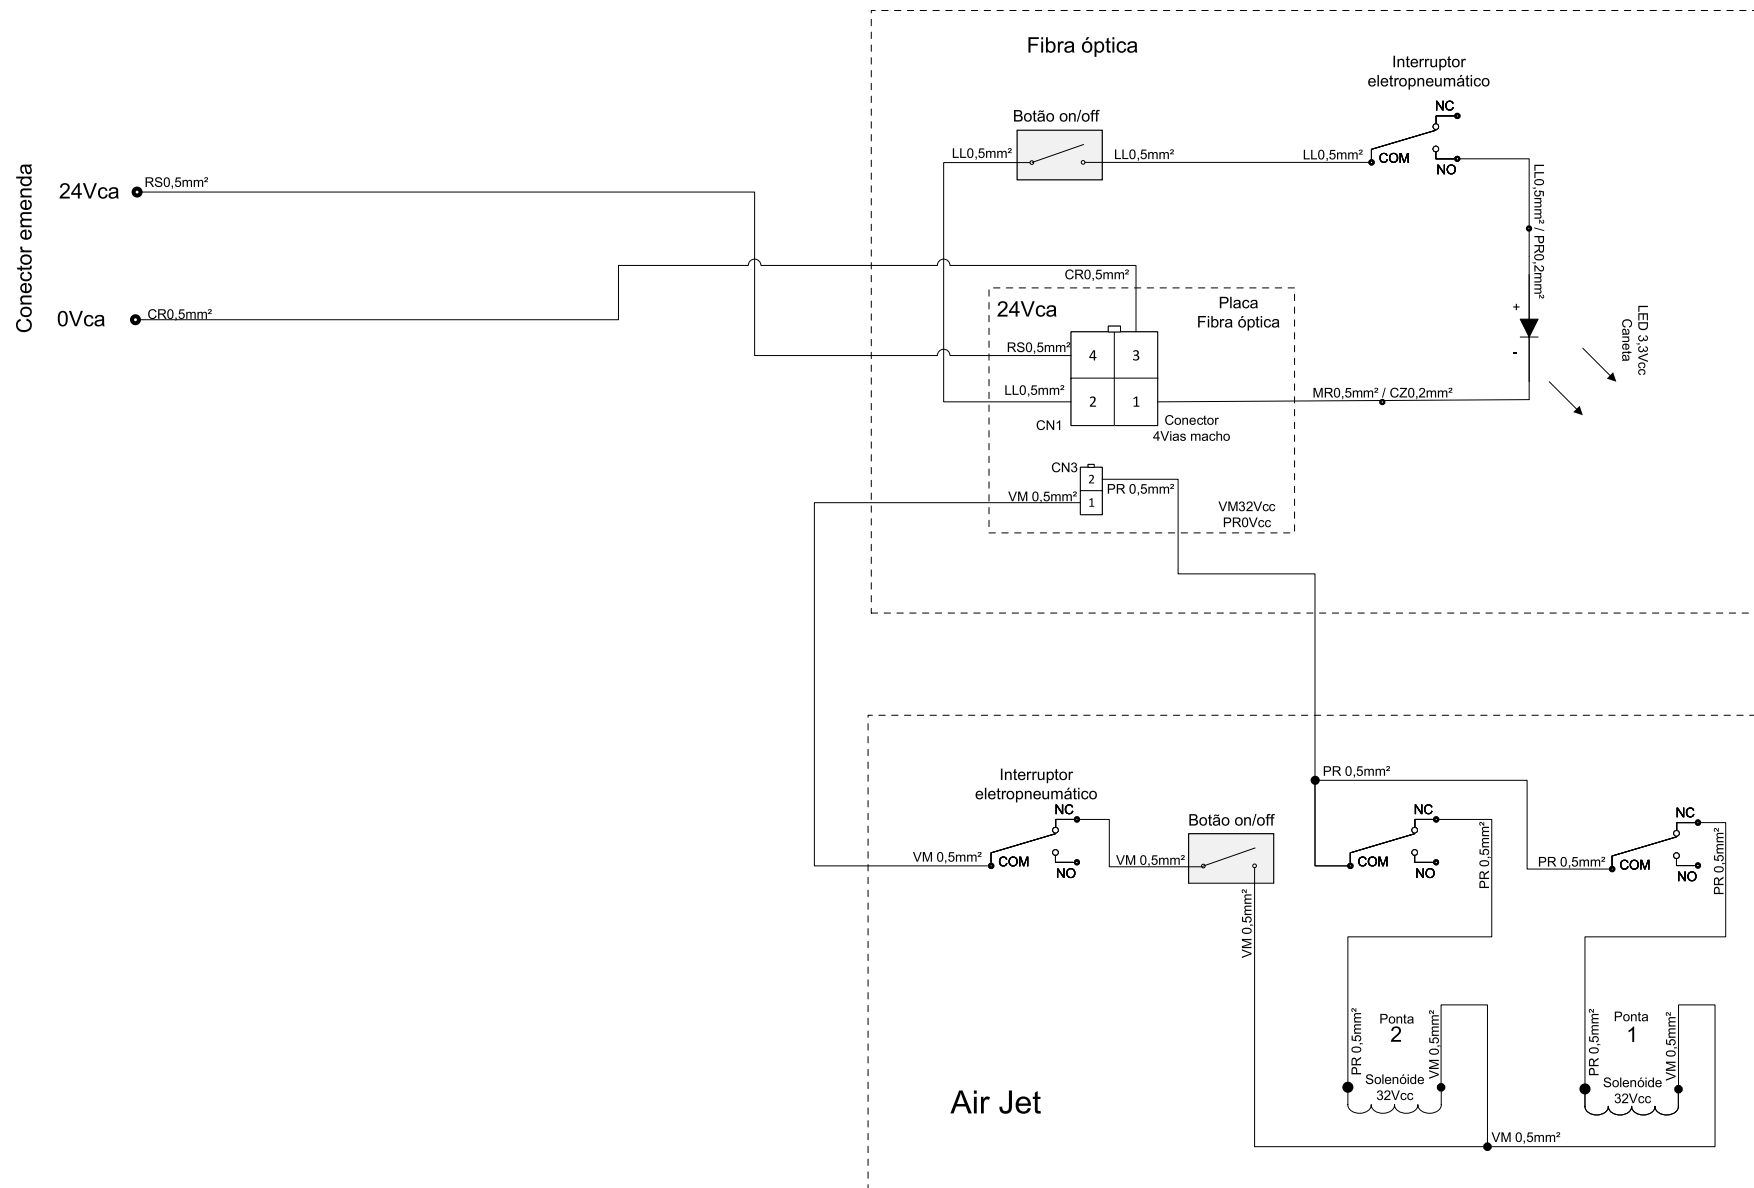 Fibra óptica
Interruptor
eletropneumático
NC
Botão on/off
LL0,5mm²
LL0,5mm²
LL0,5mm²
COM
NO
Conector emenda
24Vca
RS0,5mm²
LL0,5mm² / PR0,2mm²
0Vca
CR0,5mm²
CR0,5mm²
24Vca
Placa
Fibra óptica
+
-
LED 3,3Vcc
Caneta
RS0,5mm²
4
3
LL0,5mm²
2
1
MR0,5mm² / CZ0,2mm²
CN1
Conector
4Vias macho
CN3
2
PR 0,5mm²
VM 0,5mm²
1
VM32Vcc
PR0Vcc
Interruptor
eletropneumático
NC
VM 0,5mm²
COM
NO
VM 0,5mm²
Botão on/off
VM 0,5mm²
PR 0,5mm²
NC
COM
NO
PR 0,5mm²
PR 0,5mm²
NC
COM
NO
PR 0,5mm²
PR 0,5mm²
Ponta
2
VM 0,5mm²
Solenóide
32Vcc
PR 0,5mm²
Ponta
1
VM 0,5mm²
Solenóide
32Vcc
Air Jet
VM 0,5mm²